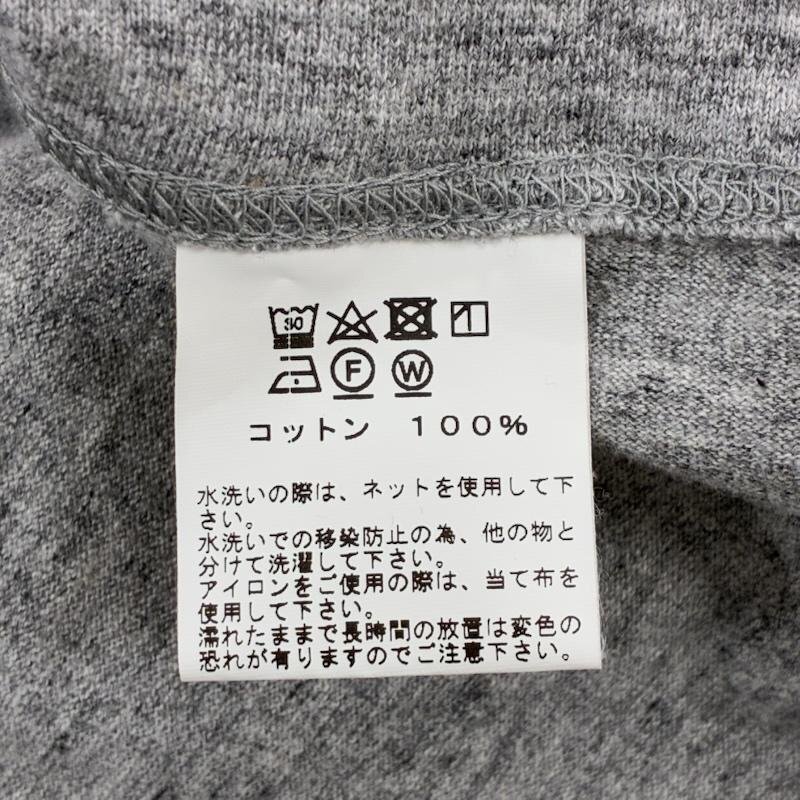 30
F W
コットン 100%
水洗いの際は、ネットを使用して下
さい。
水洗いでの移染防止の為、他の物と
分けて洗濯して下さい。
アイロンをご使用の際は、当て布を
使用して下さい。
濡れたままで長時間の放置は変色の
恐れが有りますのでご注意下さい。